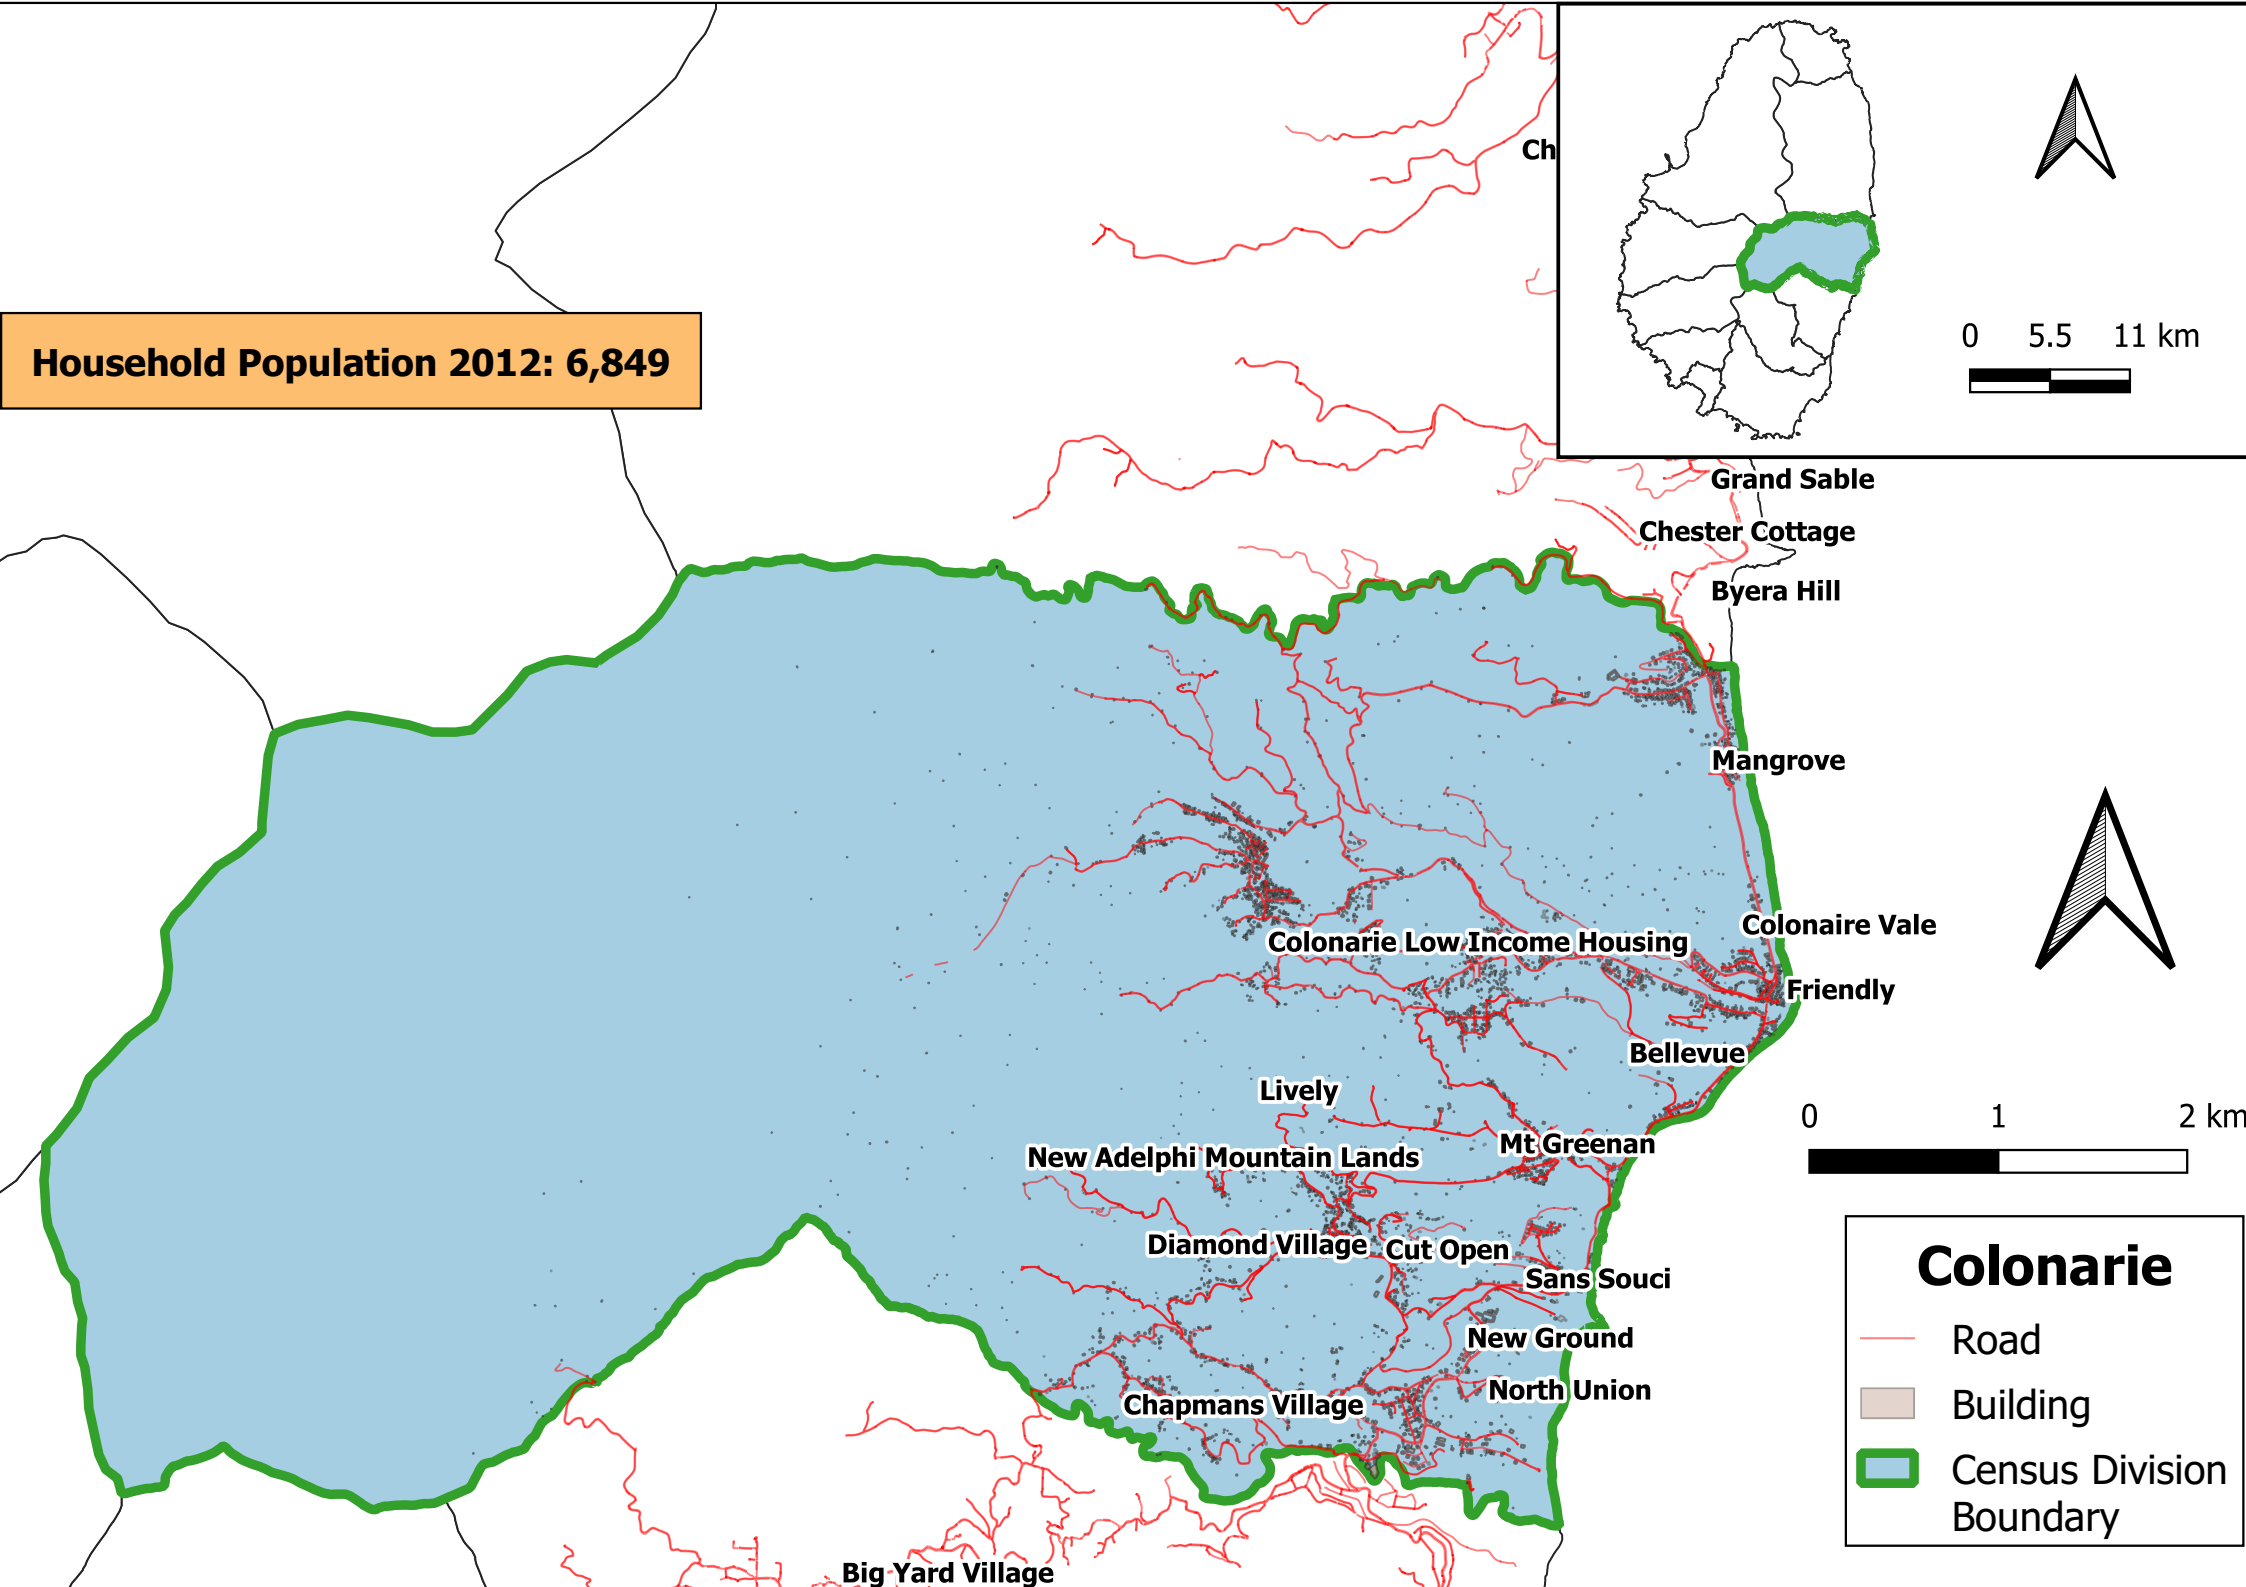 Ch
0 5.5 11 km
Household Population 2012: 6,849
Grand Sable
Chester Cottage
Byera Hill
Mangrove
Colonaire Vale
Colonarie Low Income Housing
Friendly
Bellevue
Lively
0 1 2 km
Mt Greenan
New Adelphi Mountain Lands
Diamond Village
Cut Open
Sans Souci
New Ground
North Union
Chapmans Village
Big Yard Village
Colonarie
Road
Building
Census Division
Boundary